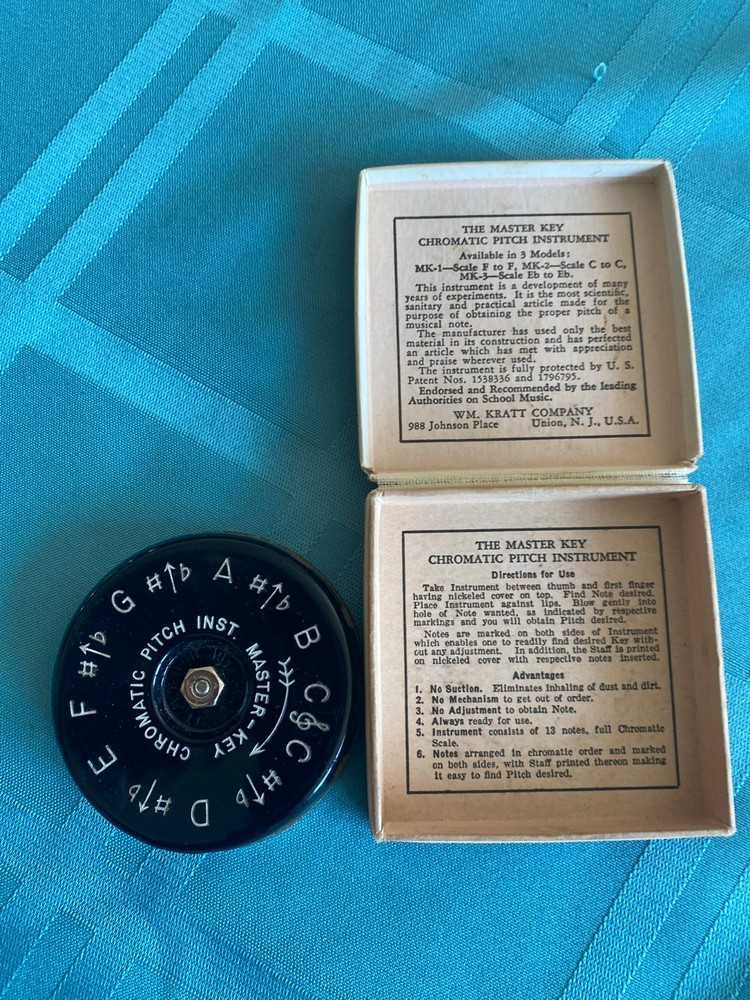 THE MASTER KEY
CHROMATIC PITCH INSTRUMENT
Available in 3 Models:
MK-1—Scale F to F, MK-2—Scale C to C,
MK-3—Scale Eb to Eb.
This instrument is a development of many
years of experiments. It is the most scientific,
sanitary and practical article made for the
purpose of obtaining the proper pitch of a
musical note.
The manufacturer has used only the best
material in its construction and has perfected
an article which has met with appreciation
and praise wherever used.
The instrument is fully protected by U. S.
Patent Nos. 1538336 and 1796795.
Endorsed and Recommended by the leading
Authorities on School Music.
WM. KRATT COMPANY
988 Johnson Place Union, N. J., U.S.A.
THE MASTER KEY
CHROMATIC PITCH INSTRUMENT
Directions for Use
Take Instrument between thumb and first finger
having nickeled cover on top. Find Note desired.
Place Instrument against lips. Blow gently into
hole of Note wanted, as indicated by respective
markings and you will obtain Pitch desired.
Notes are marked on both sides of Instrument
which enables one to readily find desired Key with-
out any adjustment. In addition, the Staff is printed
on nickeled cover with respective notes inserted.
Advantages
1. No Suction. Eliminates inhaling of dust and dirt.
2. No Mechanism to get out of order.
3. No Adjustment to obtain Note.
4. Always ready for use.
5. Instrument consists of 13 notes, full Chromatic
Scale.
6. Notes arranged in chromatic order and marked
on both sides, with Staff printed thereon making
it easy to find Pitch desired.
C #↑b D #↑b E F #↑b G #↑b A #↑b B C
MASTER-KEY
CHROMATIC PITCH INST.